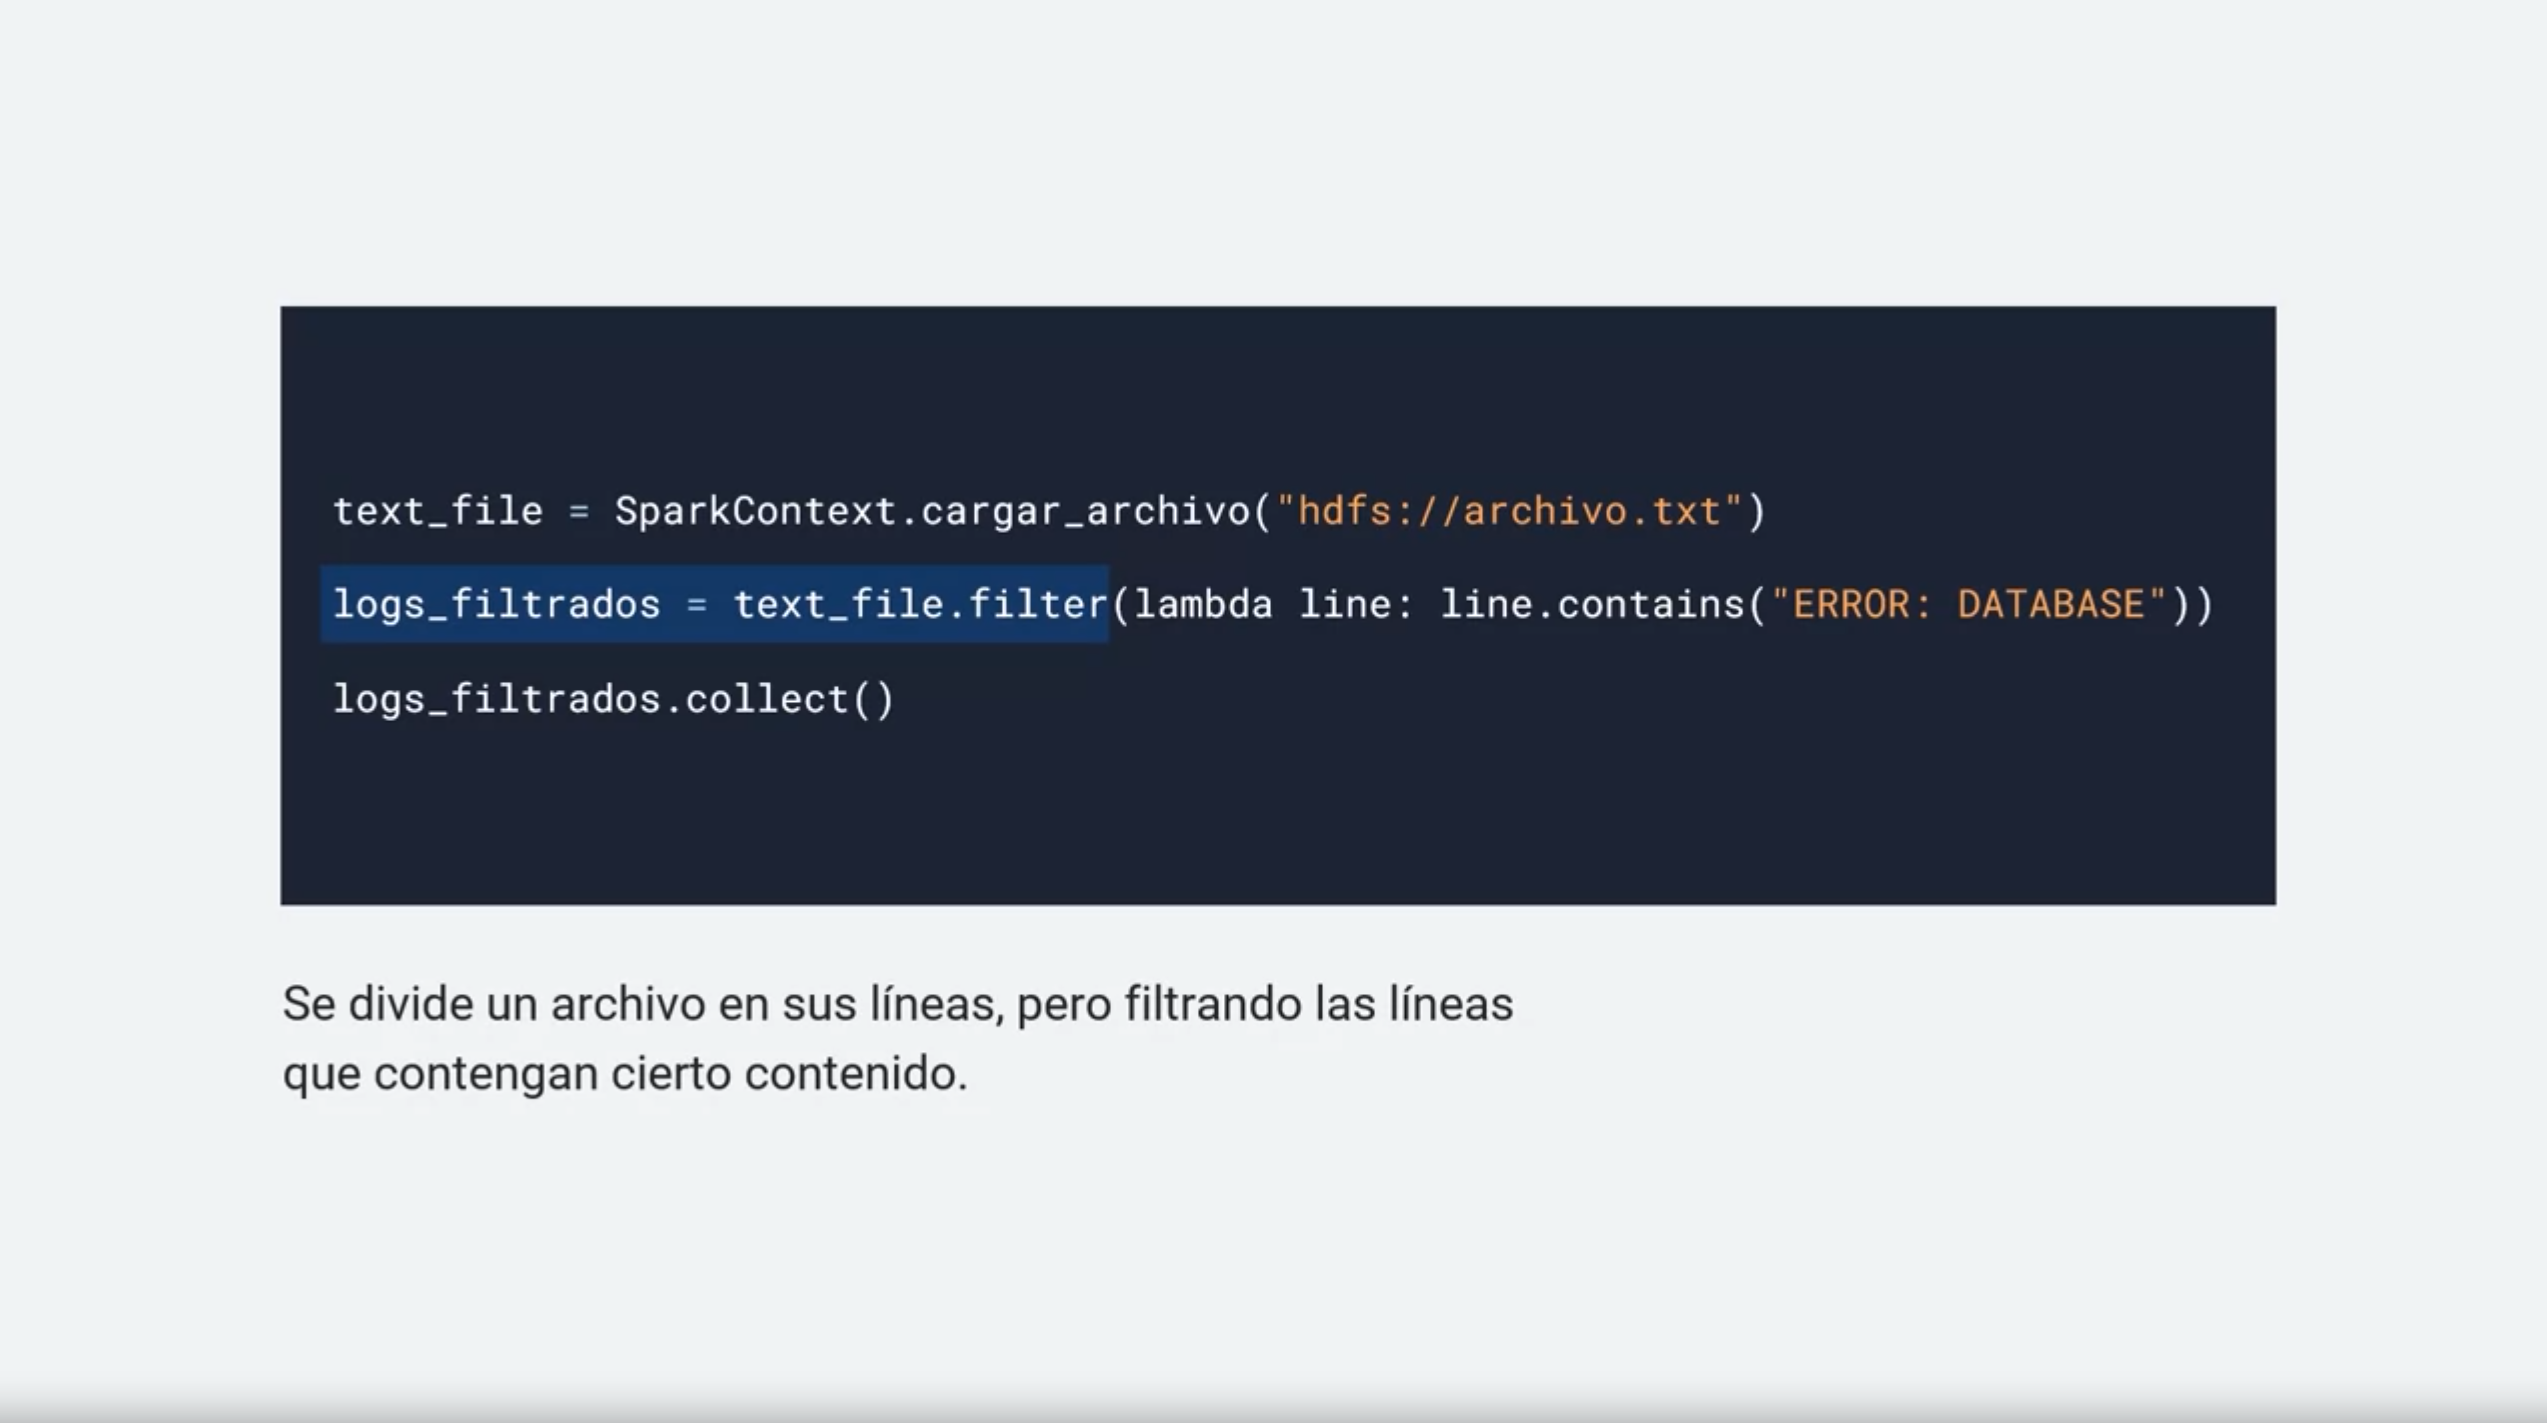 text_file = SparkContext.cargar_archivo("hdfs://archivo.txt")
logs_filtrados = text_file.filter(lambda line: line.contains("ERROR: DATABASE"))
logs_filtrados.collect()
Se divide un archivo en sus líneas, pero filtrando las líneas
que contengan cierto contenido.